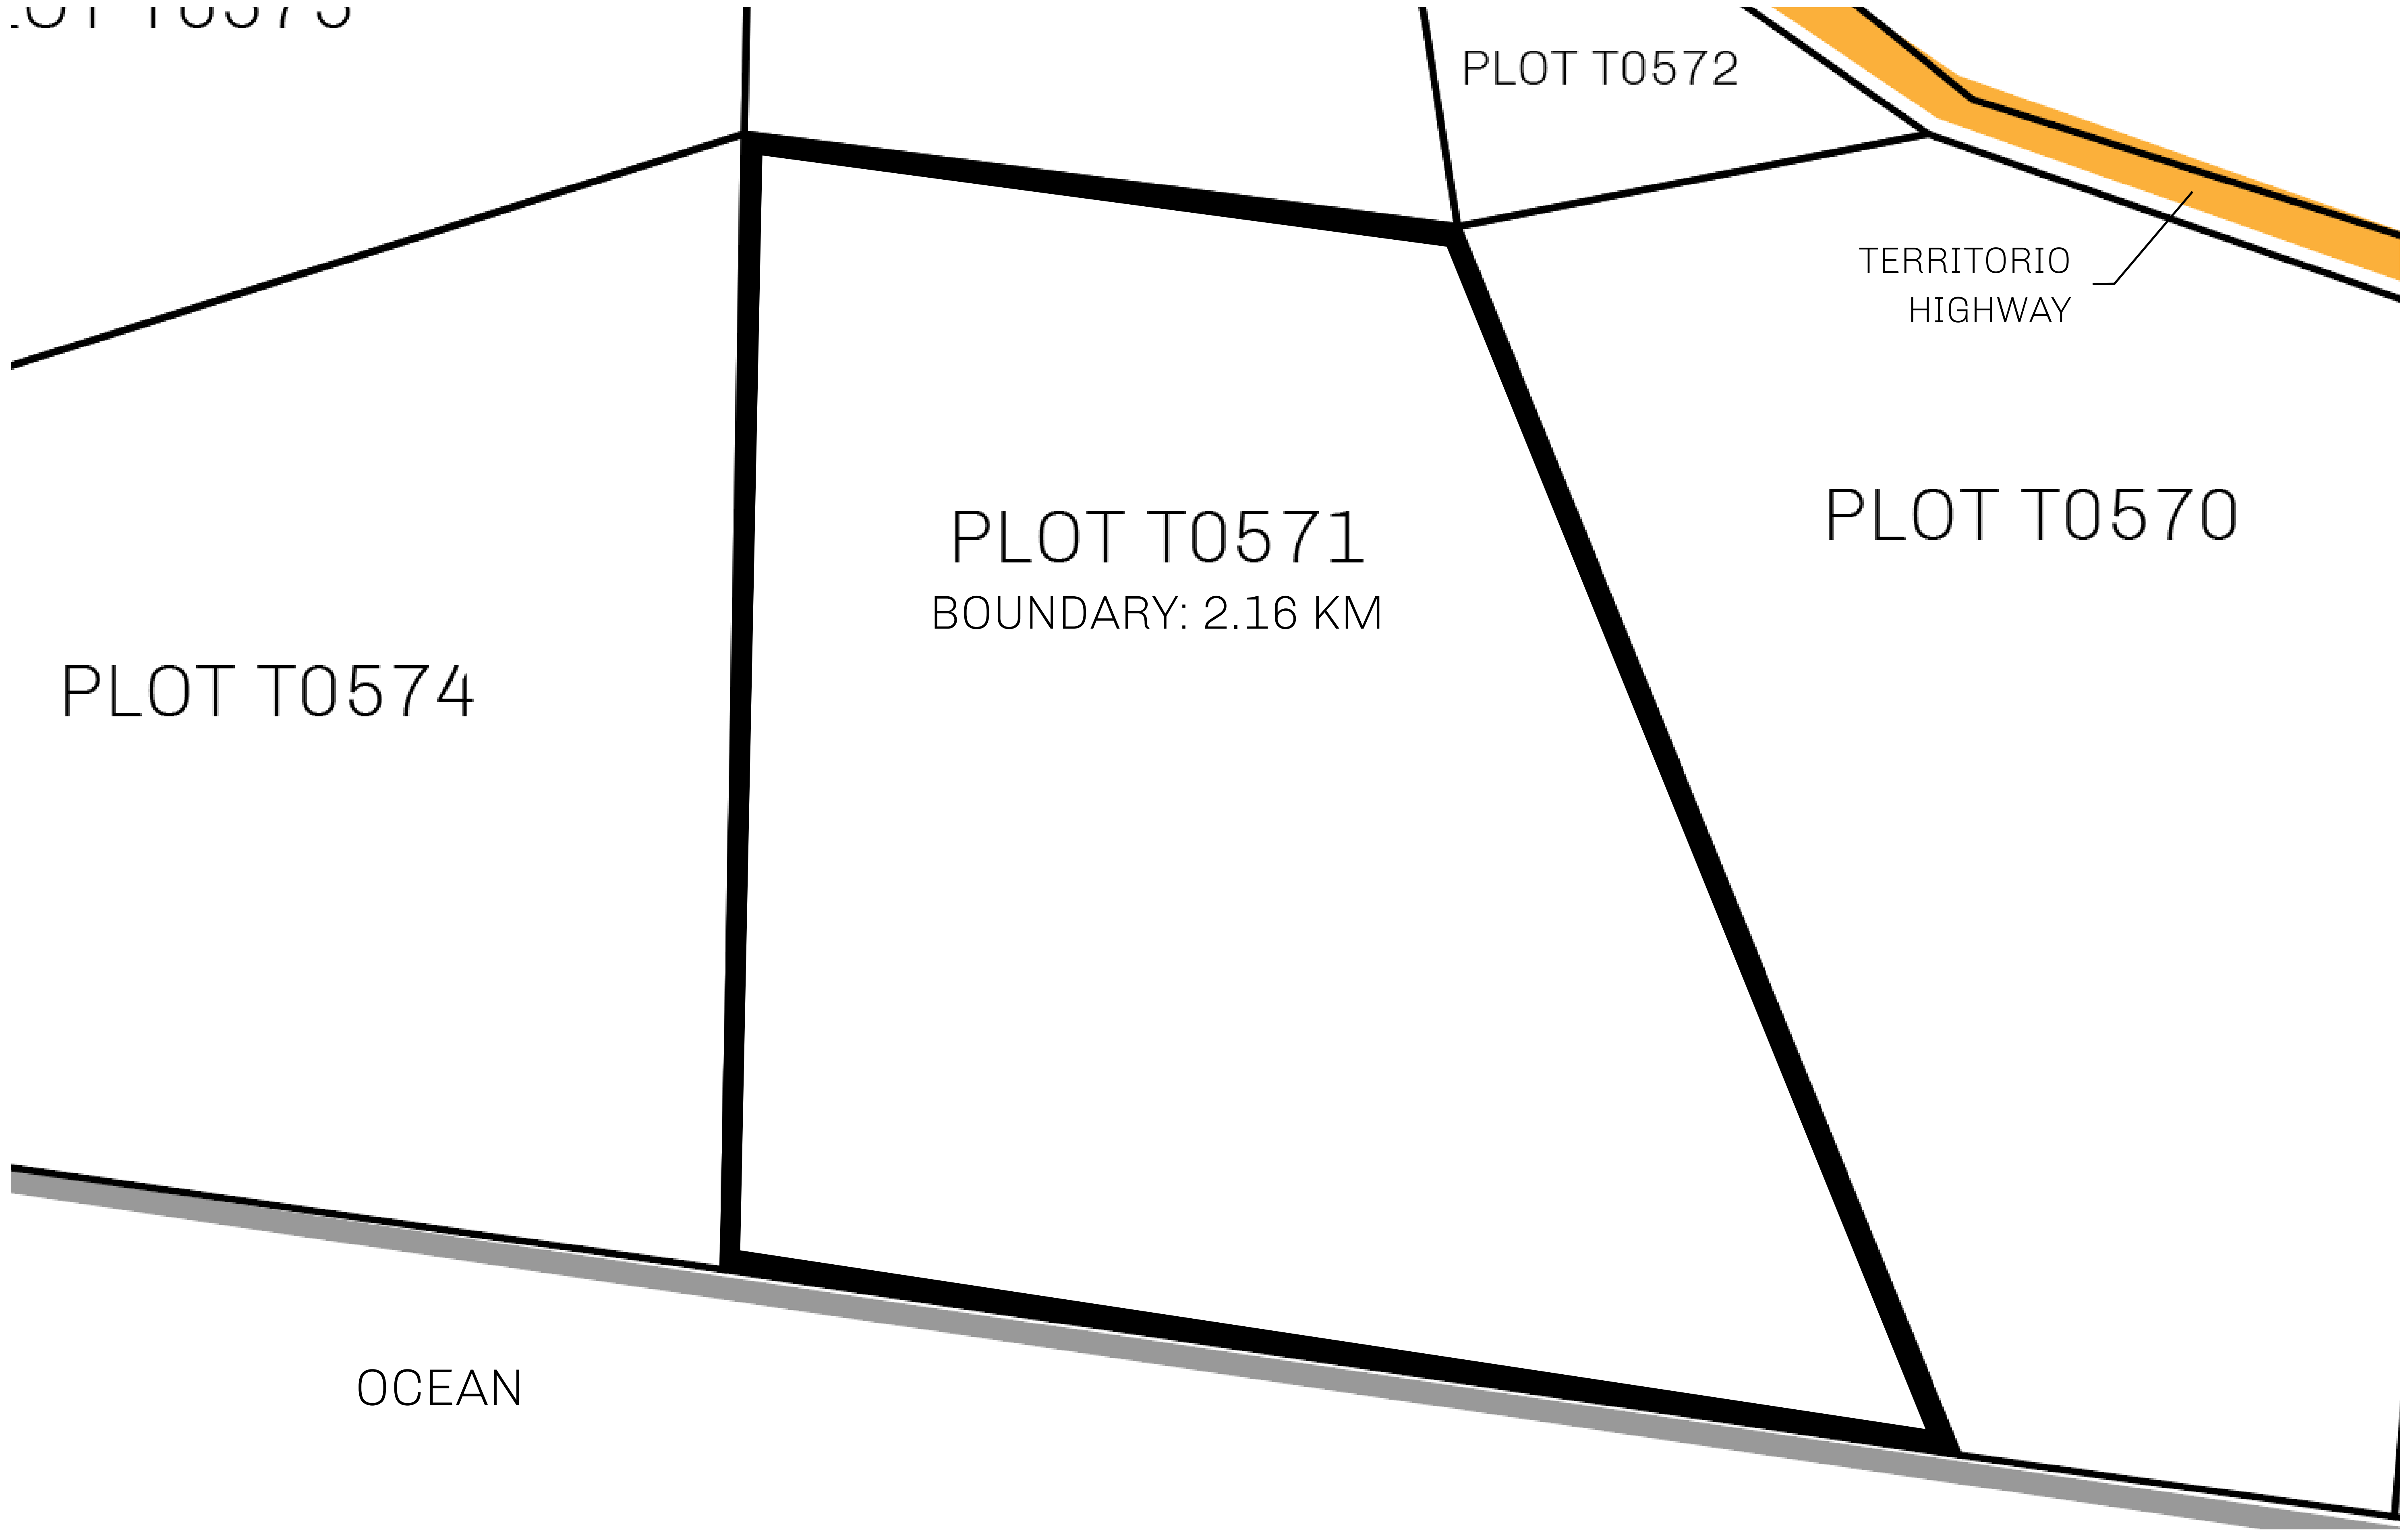 PLOT T0572
TERRITORIO
HIGHWAY
PLOT T0571
BOUNDARY: 2.16 KM
PLOT T0570
PLOT T0574
OCEAN